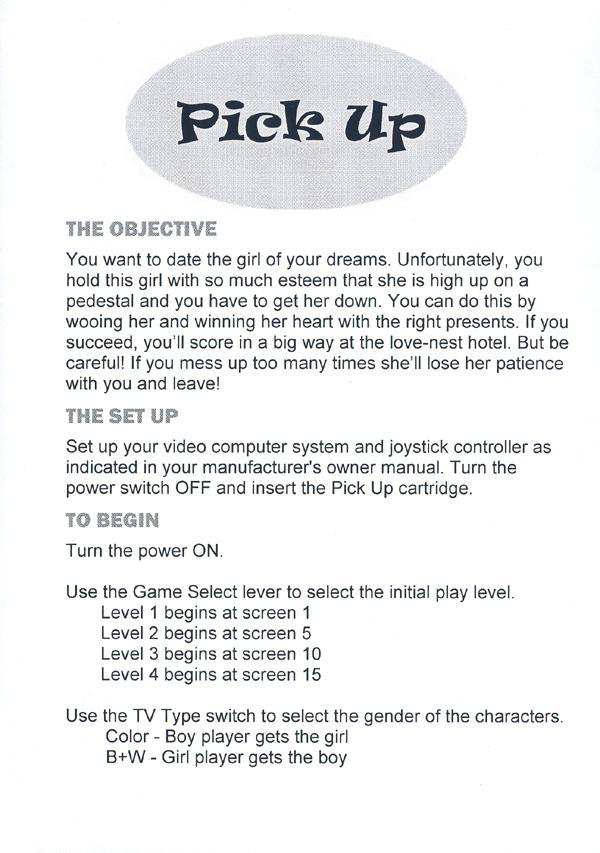 Pick Up
THE OBJECTIVE
You want to date the girl of your dreams. Unfortunately, you
hold this girl with so much esteem that she is high up on a
pedestal and you have to get her down. You can do this by
wooing her and winning her heart with the right presents. If you
succeed, you'll score in a big way at the love-nest hotel. But be
careful! If you mess up too many times she'll lose her patience
with you and leave!
THE SET UP
Set up your video computer system and joystick controller as
indicated in your manufacturer's owner manual. Turn the
power switch OFF and insert the Pick Up cartridge.
TO BEGIN
Turn the power ON.
Use the Game Select lever to select the initial play level.
Level 1 begins at screen 1
Level 2 begins at screen 5
Level 3 begins at screen 10
Level 4 begins at screen 15
Use the TV Type switch to select the gender of the characters.
Color - Boy player gets the girl
B+W - Girl player gets the boy